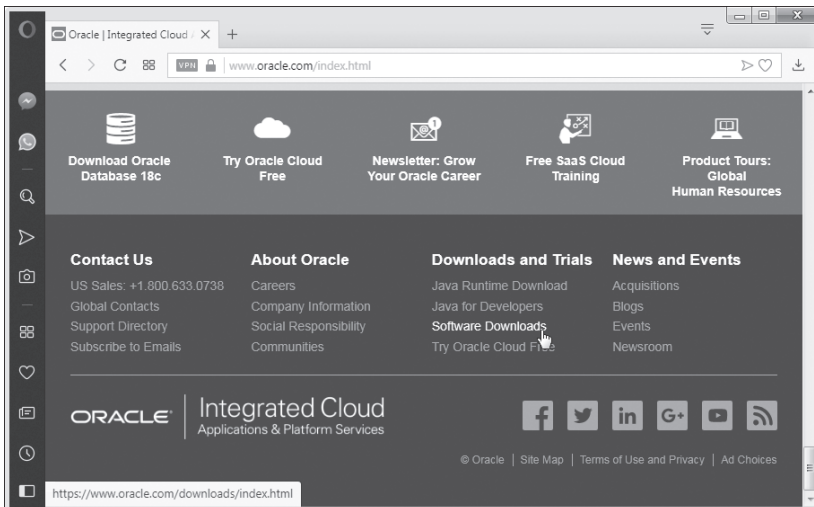 Oracle | Integrated Cloud
VPN www.oracle.com/index.html
Download Oracle
Database 18c
Try Oracle Cloud
Free
Newsletter: Grow
Your Oracle Career
Free SaaS Cloud
Training
Product Tours:
Global
Human Resources
Contact Us
US Sales: +1.800.633.0738
Global Contacts
Support Directory
Subscribe to Emails
About Oracle
Careers
Company Information
Social Responsibility
Communities
Downloads and Trials
Java Runtime Download
Java for Developers
Software Downloads
Try Oracle Cloud Free
News and Events
Acquisitions
Blogs
Events
Newsroom
ORACLE® Integrated Cloud
Applications & Platform Services
© Oracle | Site Map | Terms of Use and Privacy | Ad Choices
https://www.oracle.com/downloads/index.html